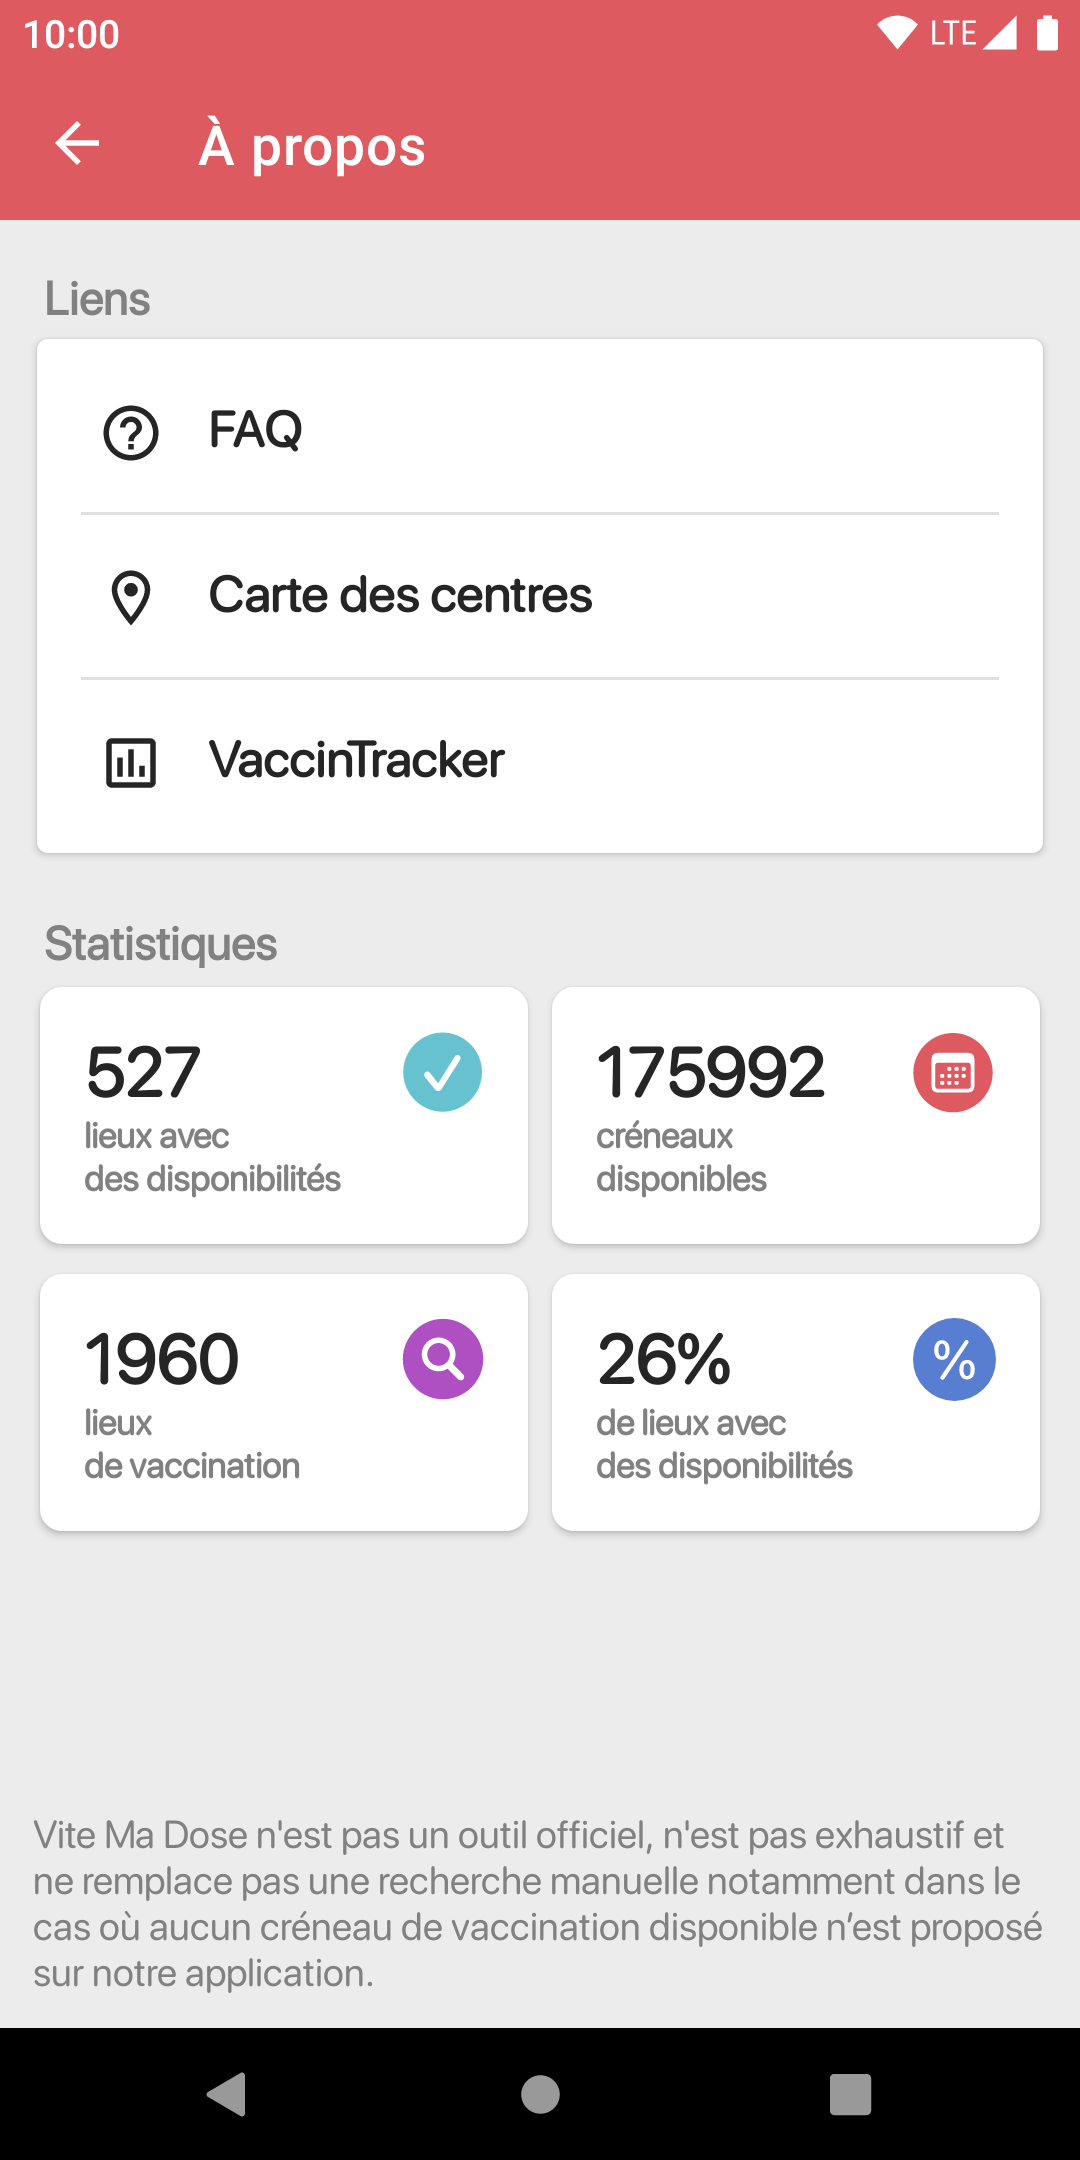 10:00
LTE
À propos
Liens
FAQ
Carte des centres
VaccinTracker
Statistiques
527
lieux avec
des disponibilités
175992
créneaux
disponibles
1960
lieux
de vaccination
26%
%
de lieux avec
des disponibilités
Vite Ma Dose n'est pas un outil officiel, n'est pas exhaustif et
ne remplace pas une recherche manuelle notamment dans le
cas où aucun créneau de vaccination disponible n’est proposé
sur notre application.